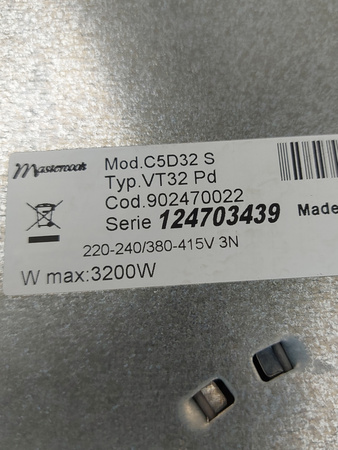 Mastercook
Mod.C5D32 S
Typ.VT32 Pd
Cod.902470022
Serie 124703439 Made
220-240/380-415V 3N
W max:3200W